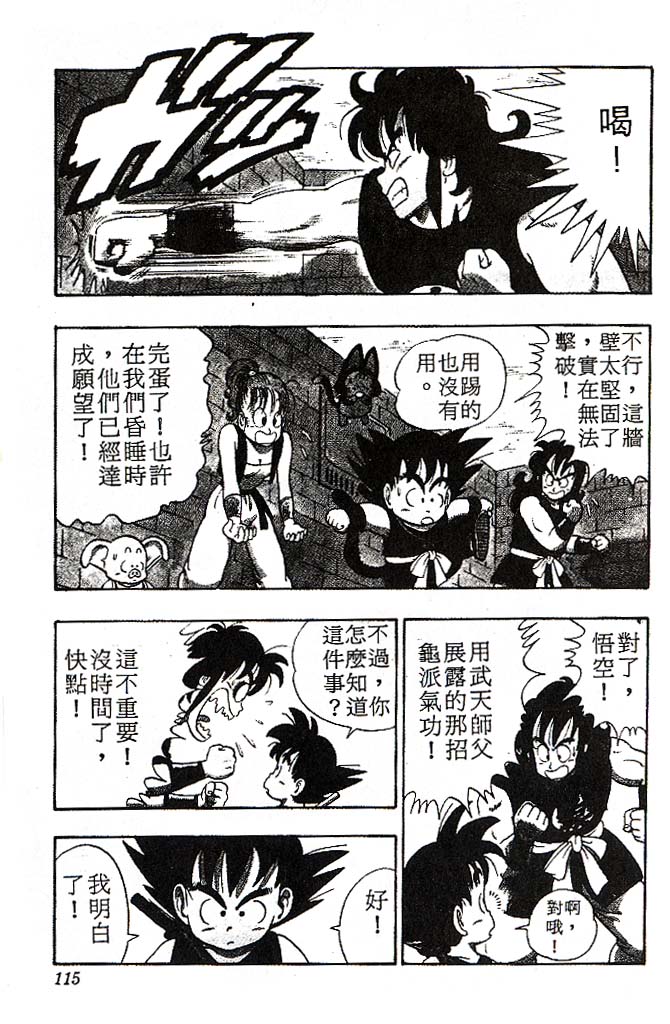 喝！
ガッ
不行，這牆
壁太堅固了
，實在無法
擊破！
用踢的
也沒有
用。
完蛋了！也許
在我們昏睡時
，他們已經達
成願望了！
對了，
悟空！
用武天師父
展露的那招
龜派氣功！
啊，
對哦！
不過，你
怎麼知道
這件事？
這不重要！
沒時間了，
快點！
好！
我明白
了！
115